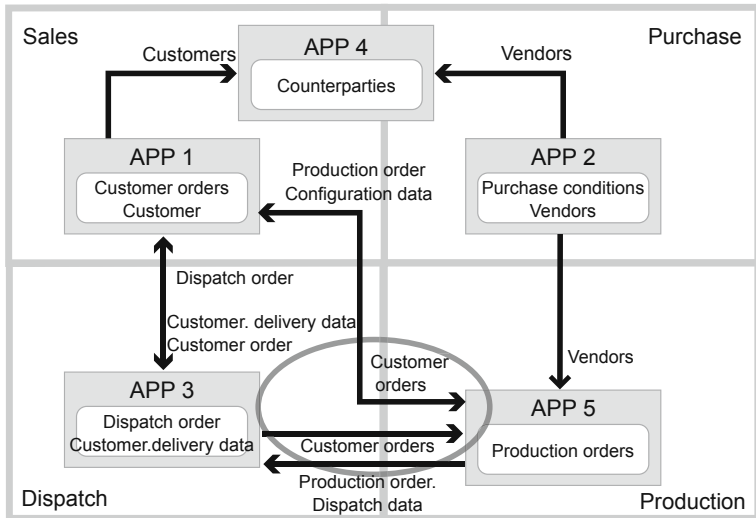 Sales
Purchase
APP 4
Customers
Vendors
Counterparties
APP 1
Production order
Configuration data
APP 2
Customer orders
Customer
Purchase conditions
Vendors
Dispatch order
Customer. delivery data
Customer order
Vendors
Customer
orders
APP 3
APP 5
Dispatch order
Customer.delivery data
Customer orders
Production orders
Production order.
Dispatch data
Dispatch
Production